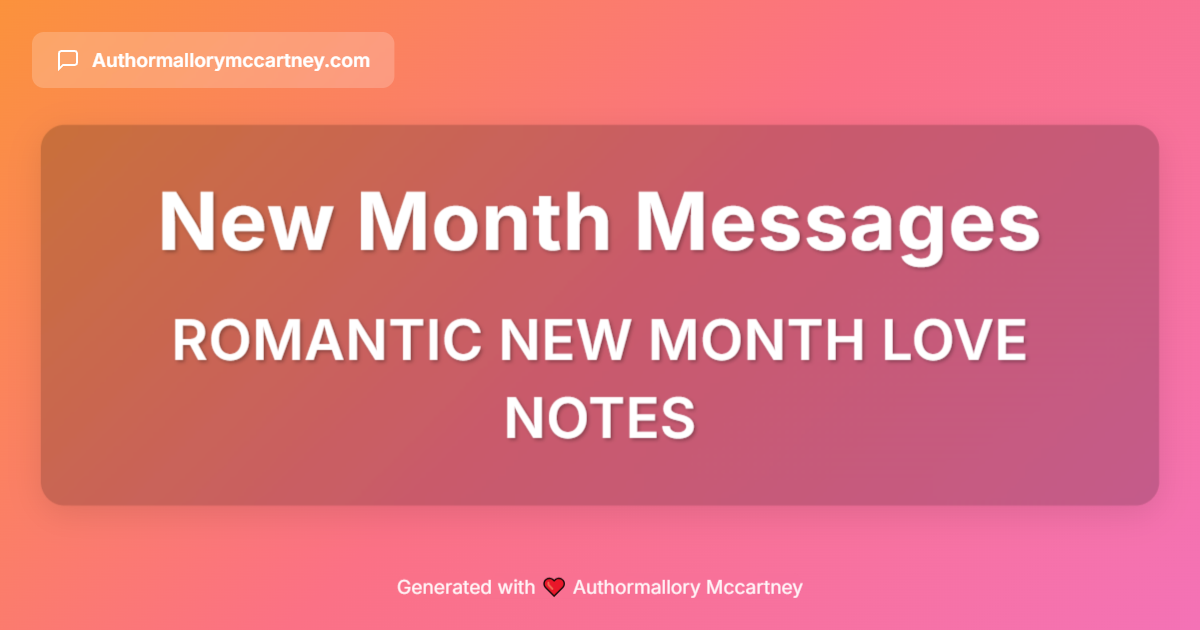 Authormallorymccartney.com
New Month Messages
ROMANTIC NEW MONTH LOVE
NOTES
Generated with ❤️ Authormallory Mccartney